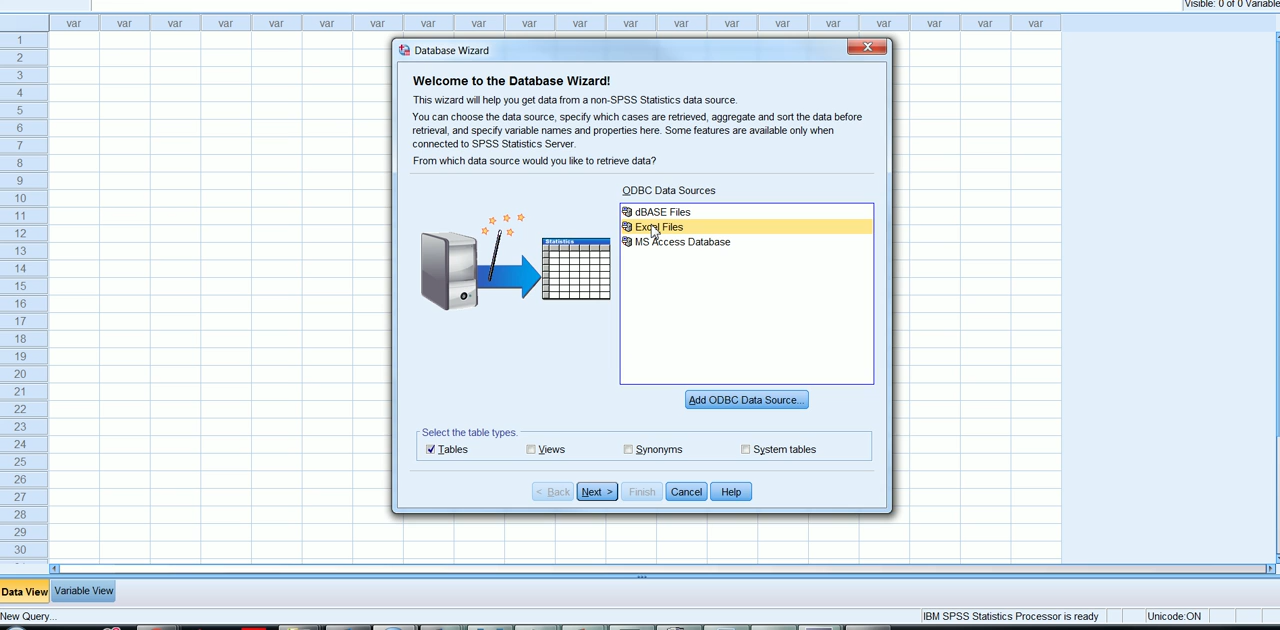 Visible: 0 of 0 Variable
var var var var var var var var var var var var var var var var var var var var
1
2
3
4
5
6
7
8
9
10
11
12
13
14
15
16
17
18
19
20
21
22
23
24
25
26
27
28
29
30
Database Wizard
Welcome to the Database Wizard!
This wizard will help you get data from a non-SPSS Statistics data source.
You can choose the data source, specify which cases are retrieved, aggregate and sort the data before
retrieval, and specify variable names and properties here. Some features are available only when
connected to SPSS Statistics Server.
From which data source would you like to retrieve data?
ODBC Data Sources
dBASE Files
Excel Files
MS Access Database
Statistics
Add ODBC Data Source...
Select the table types.
Tables Views Synonyms System tables
< Back Next > Finish Cancel Help
Data View Variable View
New Query... IBM SPSS Statistics Processor is ready Unicode:ON